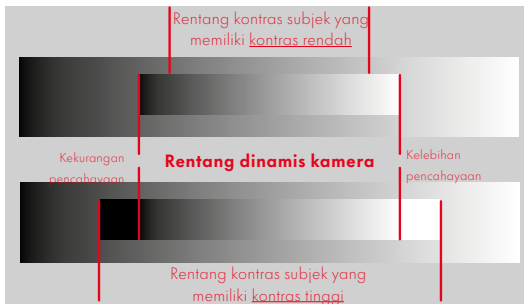 Rentang kontras subjek yang
memiliki kontras rendah
Kekurangan
pencahayaan
Rentang dinamis kamera
Kelebihan
pencahayaan
Rentang kontras subjek yang
memiliki kontras tinggi